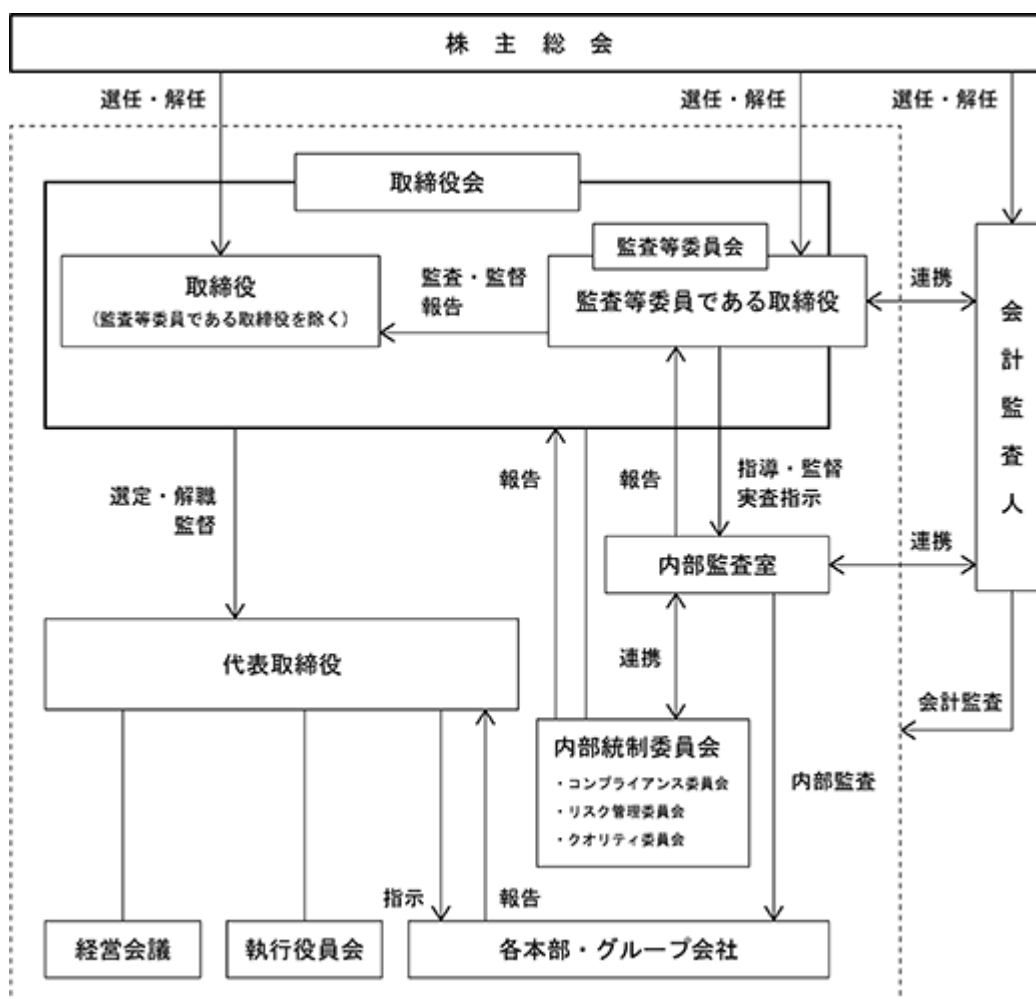 株主総会
選任・解任
選任・解任
選任・解任
取締役会
監査等委員会
取締役
（監査等委員である取締役を除く）
監査・監督
報告
監査等委員である取締役
連携
会計監査人
選定・解職
監督
報告
報告
指導・監督
実査指示
内部監査室
連携
代表取締役
連携
会計監査
内部統制委員会
・コンプライアンス委員会
・リスク管理委員会
・クオリティ委員会
内部監査
指示
報告
経営会議
執行役員会
各本部・グループ会社